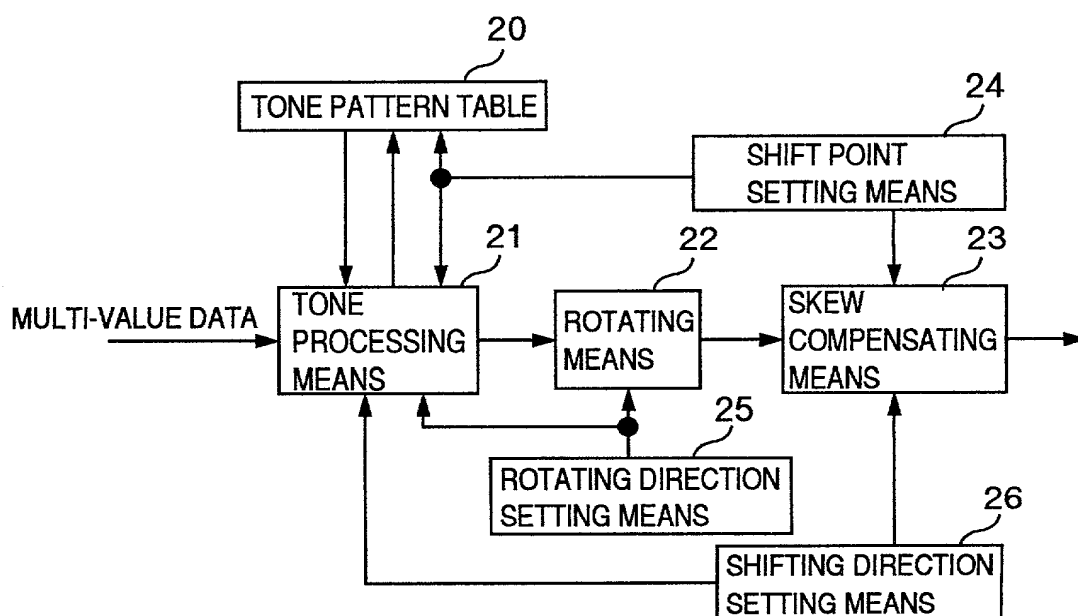 20
TONE PATTERN TABLE
24
SHIFT POINT
SETTING MEANS
21
22
23
MULTI-VALUE DATA
TONE
PROCESSING
MEANS
ROTATING
MEANS
SKEW
COMPENSATING
MEANS
25
ROTATING DIRECTION
SETTING MEANS
26
SHIFTING DIRECTION
SETTING MEANS